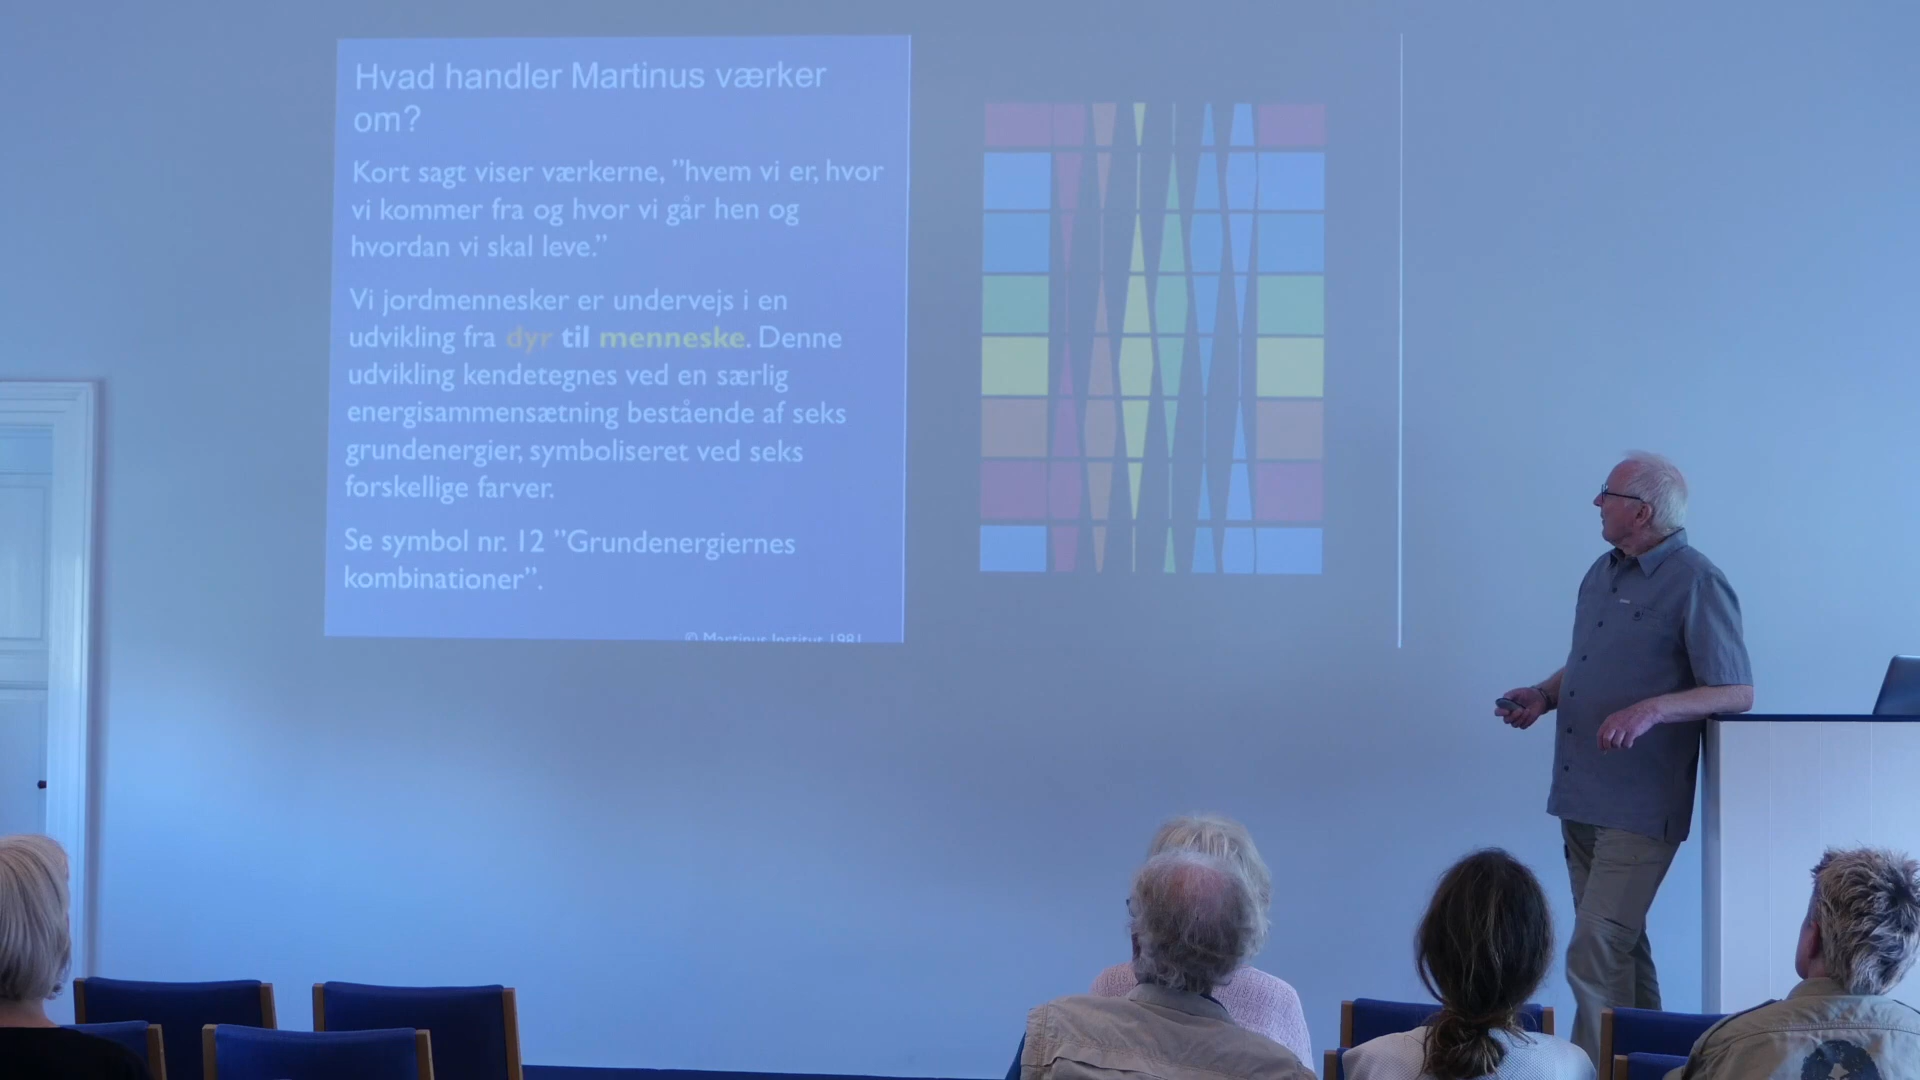 Hvad handler Martinus værker
om?
Kort sagt viser værkerne, ”hvem vi er, hvor
vi kommer fra og hvor vi går hen og
hvordan vi skal leve.”
Vi jordmennesker er undervejs i en
udvikling fra dyr til menneske. Denne
udvikling kendetegnes ved en særlig
energisammensætning bestående af seks
grundenergier, symboliseret ved seks
forskellige farver.
Se symbol nr. 12 ”Grundenergiernes
kombinationer”.
© Martinus Institut 1981